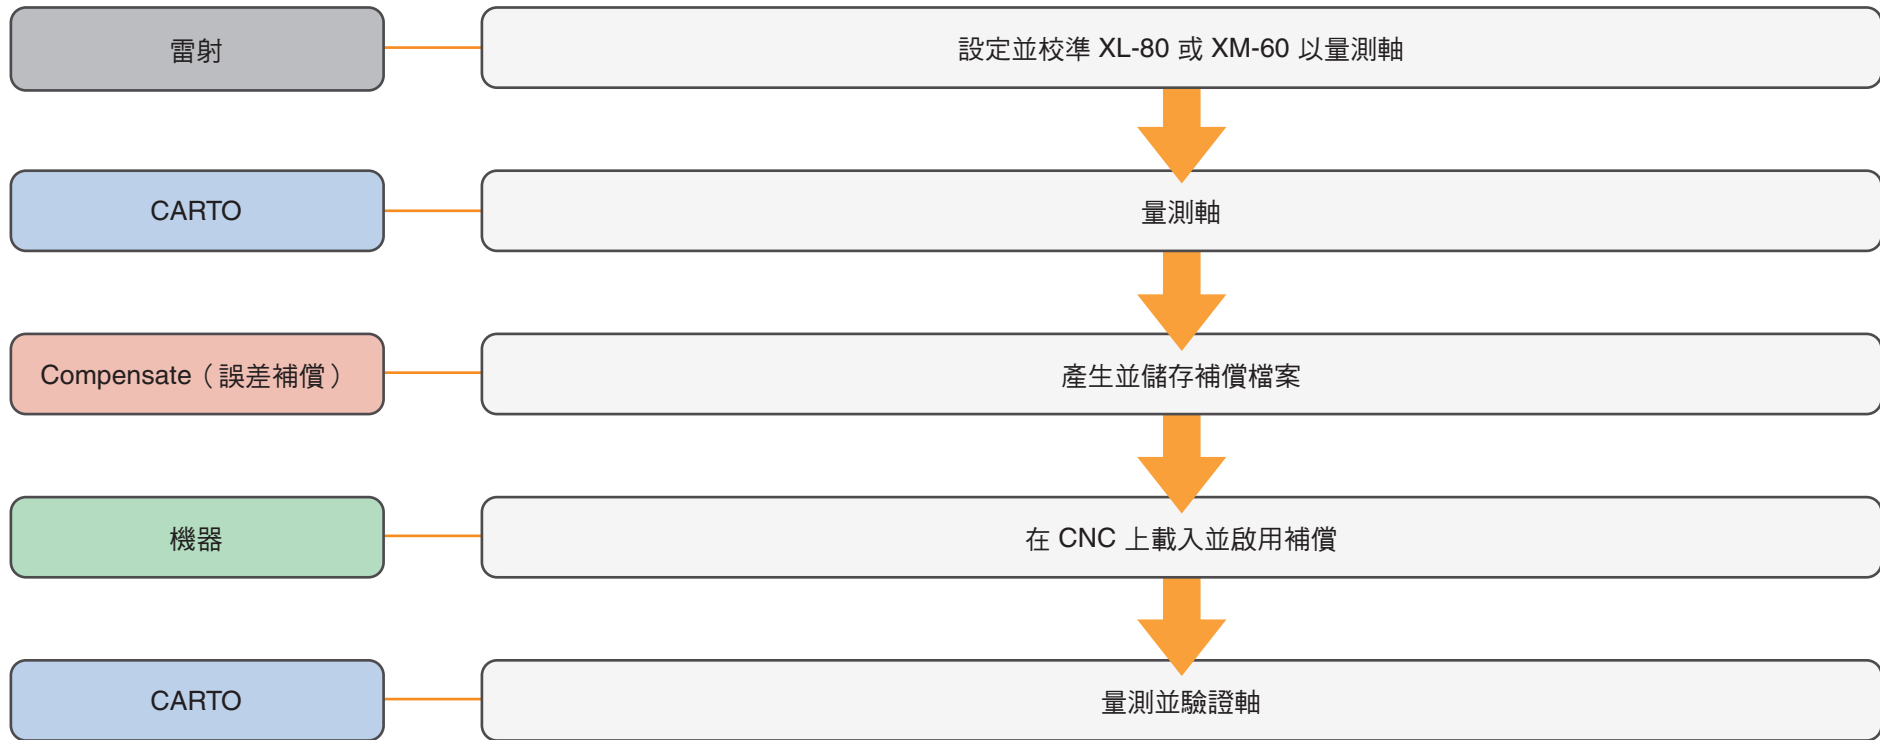 雷射
設定並校準 XL-80 或 XM-60 以量測軸
CARTO
量測軸
Compensate（誤差補償）
產生並儲存補償檔案
機器
在 CNC 上載入並啟用補償
CARTO
量測並驗證軸